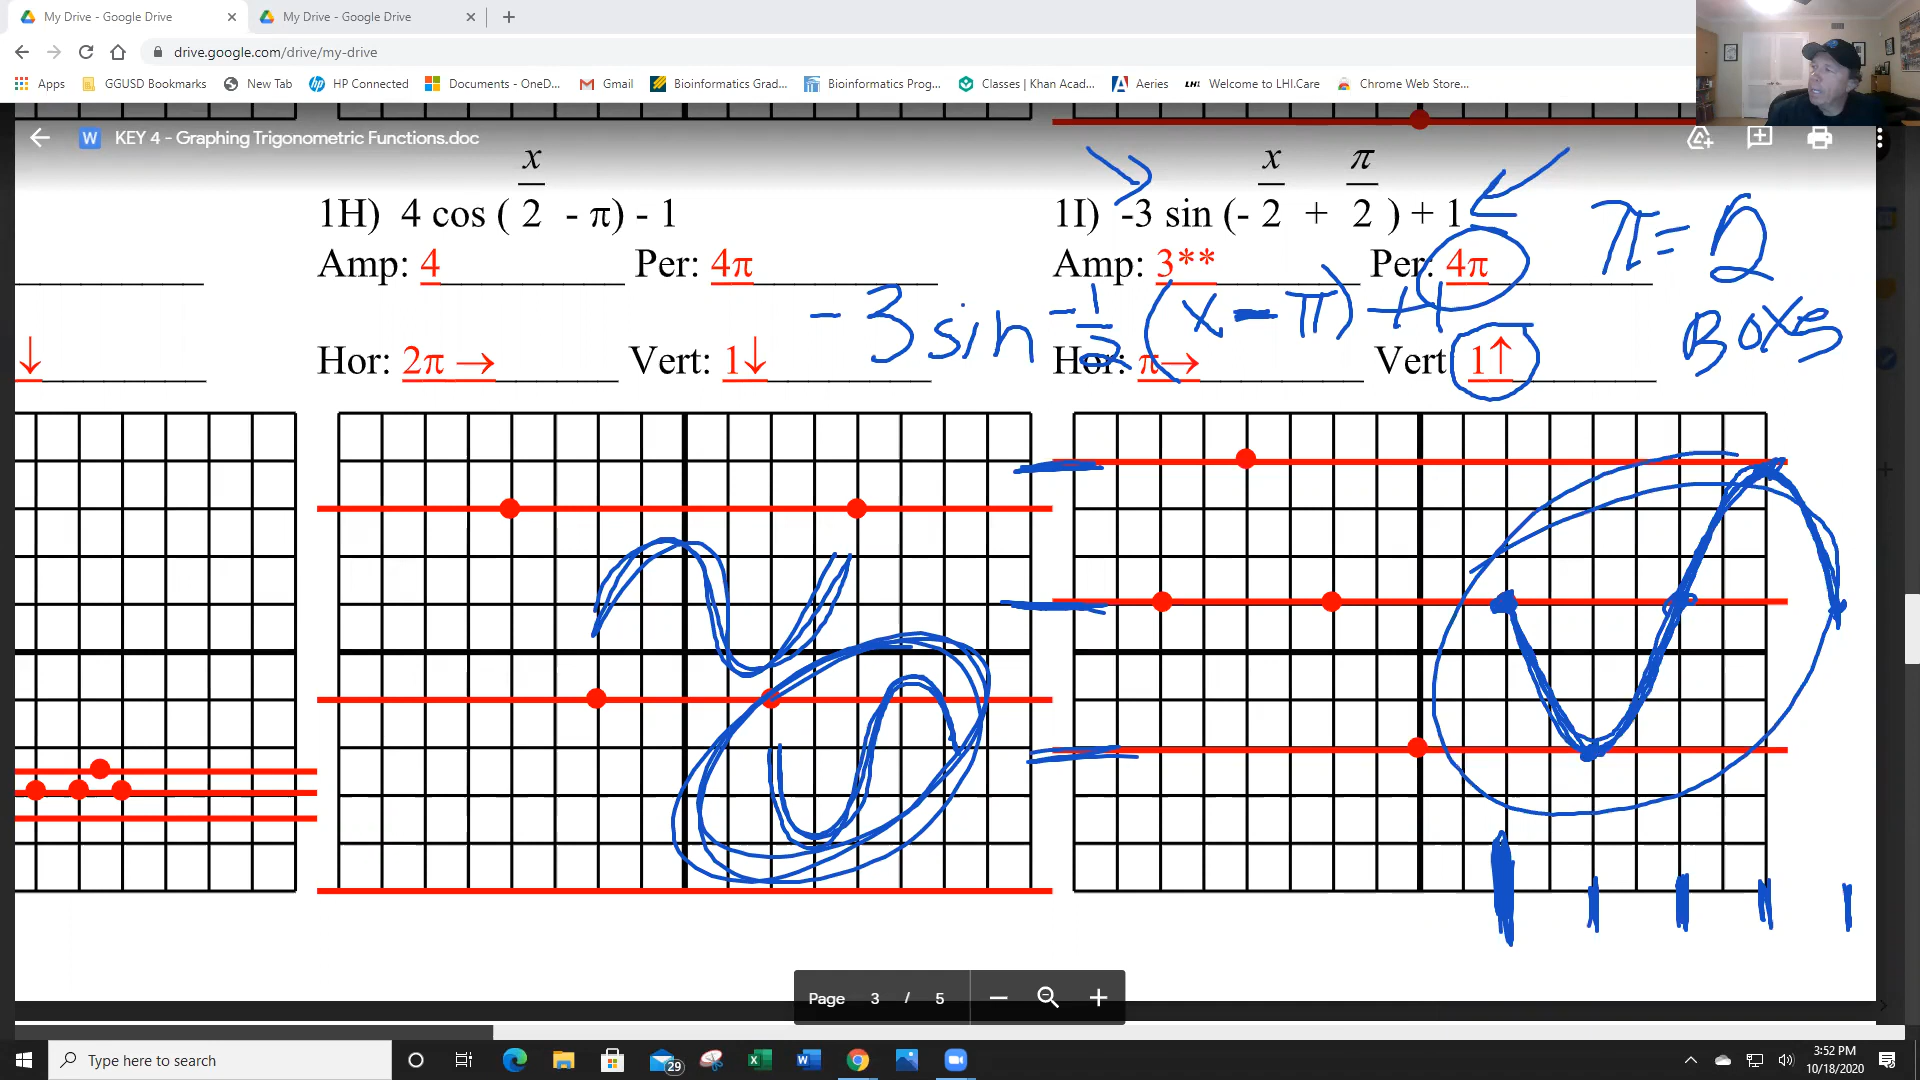 My Drive - Google Drive
My Drive - Google Drive
drive.google.com/drive/my-drive
Apps GGUSD Bookmarks New Tab HP Connected Documents - OneD... Gmail Bioinformatics Grad... Bioinformatics Prog... Classes | Khan Acad... Aeries LHI. Welcome to LHI.Care Chrome Web Store...
W KEY 4 - Graphing Trigonometric Functions.doc
1H) 4 cos ( x/2 - π) - 1
Amp: 4 Per: 4π
Hor: 2π → Vert: 1↓
↓
1I) -3 sin (- x/2 + π/2 ) + 1
Amp: 3** Per: 4π
Hor: π→ Vert 1↑
-3 sin -1/2 (x - π) +1
π = 2
BOXES
Page 3 / 5
Type here to search
29
3:52 PM
10/18/2020